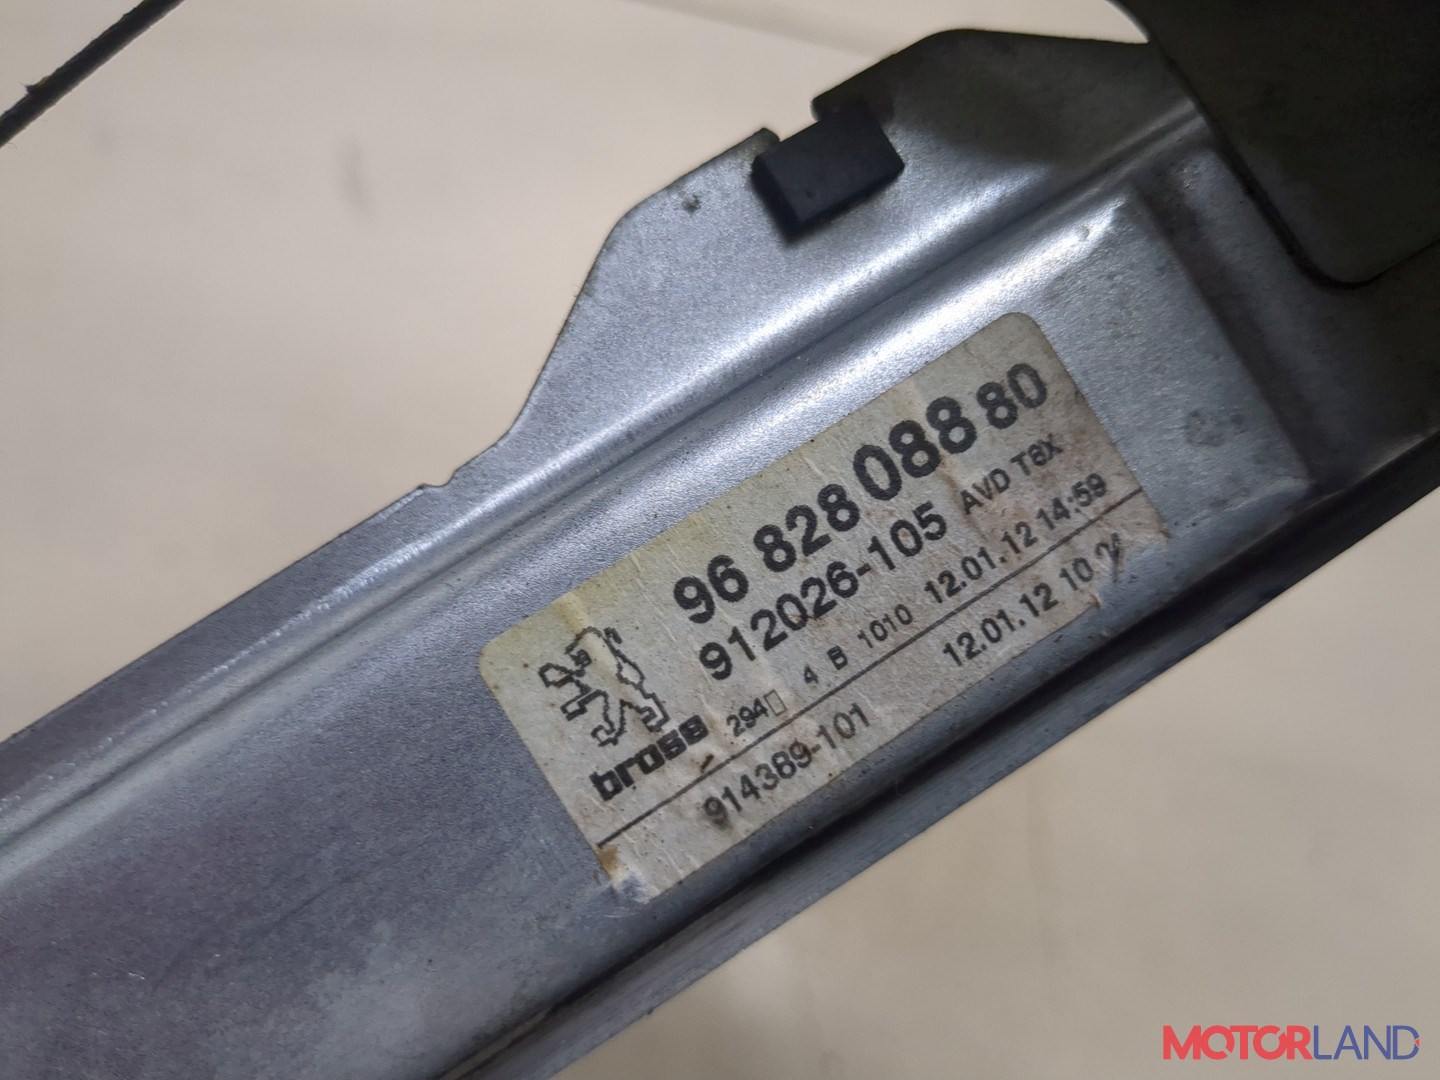 96 828 088 80
912026-105 AVD T8X
brose 294 4 B 1010 12.01.12 14:59
914389-101 12.01.12 10
MOTORLAND